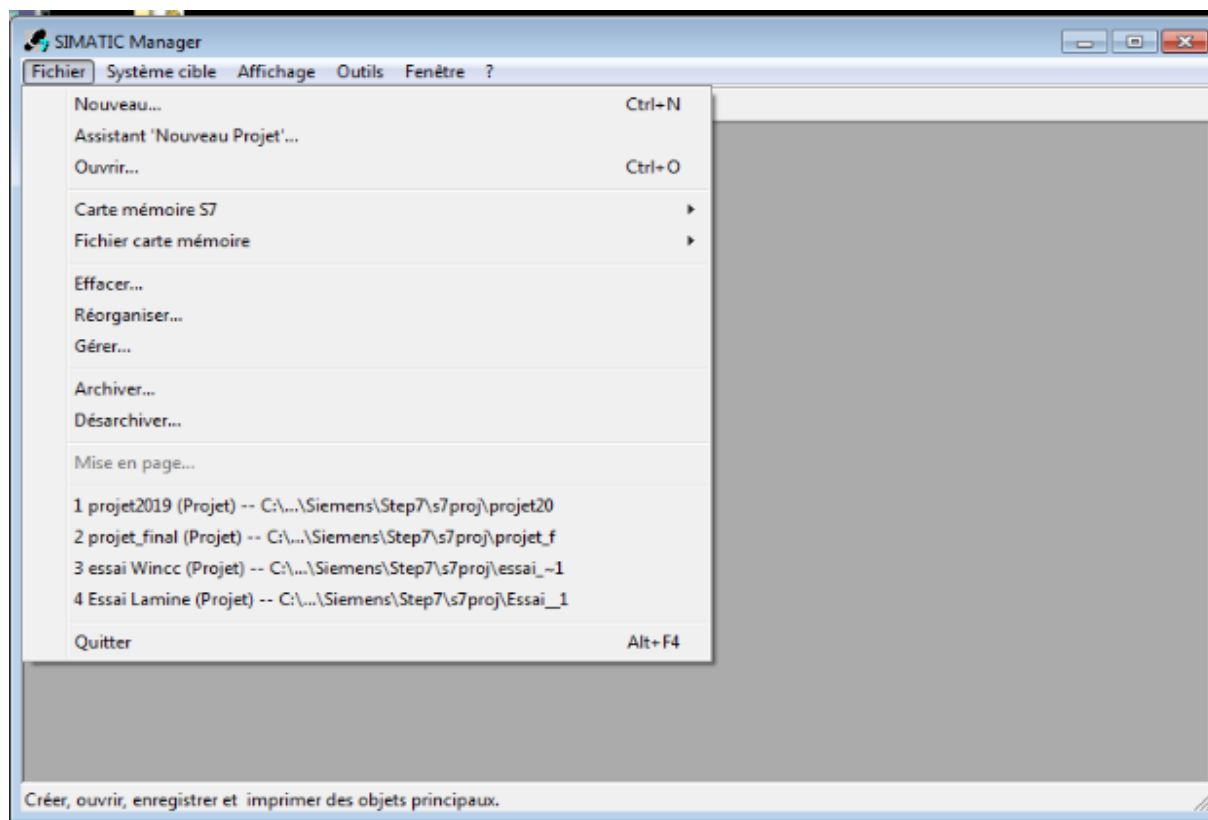 SIMATIC Manager
Fichier Système cible Affichage Outils Fenêtre ?
Nouveau... Ctrl+N
Assistant 'Nouveau Projet'...
Ouvrir... Ctrl+O
Carte mémoire S7
Fichier carte mémoire
Effacer...
Réorganiser...
Gérer...
Archiver...
Désarchiver...
Mise en page...
1 projet2019 (Projet) -- C:\...\Siemens\Step7\s7proj\projet20
2 projet_final (Projet) -- C:\...\Siemens\Step7\s7proj\projet_f
3 essai Wincc (Projet) -- C:\...\Siemens\Step7\s7proj\essai_~1
4 Essai Lamine (Projet) -- C:\...\Siemens\Step7\s7proj\Essai__1
Quitter Alt+F4
Créer, ouvrir, enregistrer et imprimer des objets principaux.